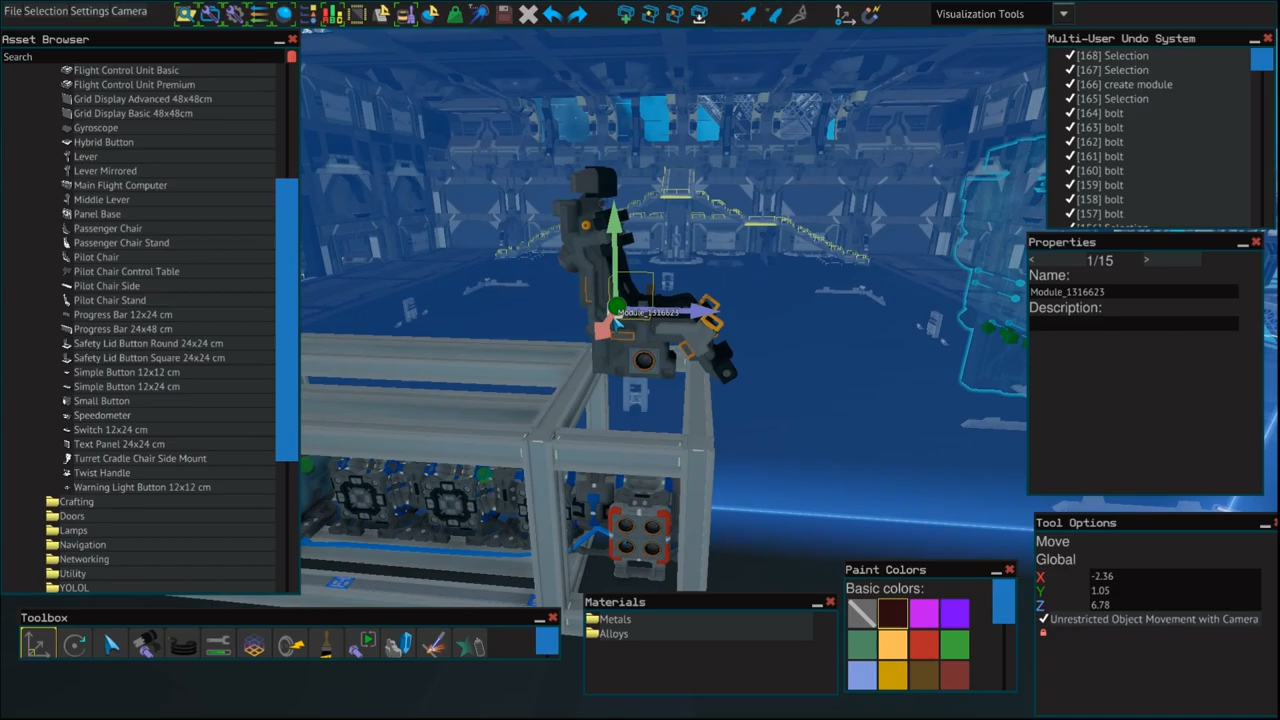 File Selection Settings Camera
Visualization Tools
Asset Browser
Search
Flight Control Unit Basic
Flight Control Unit Premium
Grid Display Advanced 48x48cm
Grid Display Basic 48x48cm
Gyroscope
Hybrid Button
Lever
Lever Mirrored
Main Flight Computer
Middle Lever
Panel Base
Passenger Chair
Passenger Chair Stand
Pilot Chair
Pilot Chair Control Table
Pilot Chair Side
Pilot Chair Stand
Progress Bar 12x24 cm
Progress Bar 24x48 cm
Safety Lid Button Round 24x24 cm
Safety Lid Button Square 24x24 cm
Simple Button 12x12 cm
Simple Button 12x24 cm
Small Button
Speedometer
Switch 12x24 cm
Text Panel 24x24 cm
Turret Cradle Chair Side Mount
Twist Handle
Warning Light Button 12x12 cm
Crafting
Doors
Lamps
Navigation
Networking
Utility
YOLOL
Module_1316623
Multi-User Undo System
[168] Selection
[167] Selection
[166] create module
[165] Selection
[164] bolt
[163] bolt
[162] bolt
[161] bolt
[160] bolt
[159] bolt
[158] bolt
[157] bolt
Properties
< 1/15 >
Name:
Module_1316623
Description:
Tool Options
Move
Global
X -2.36
Y 1.05
Z 6.78
Unrestricted Object Movement with Camera
Paint Colors
Basic colors:
Materials
Metals
Alloys
Toolbox